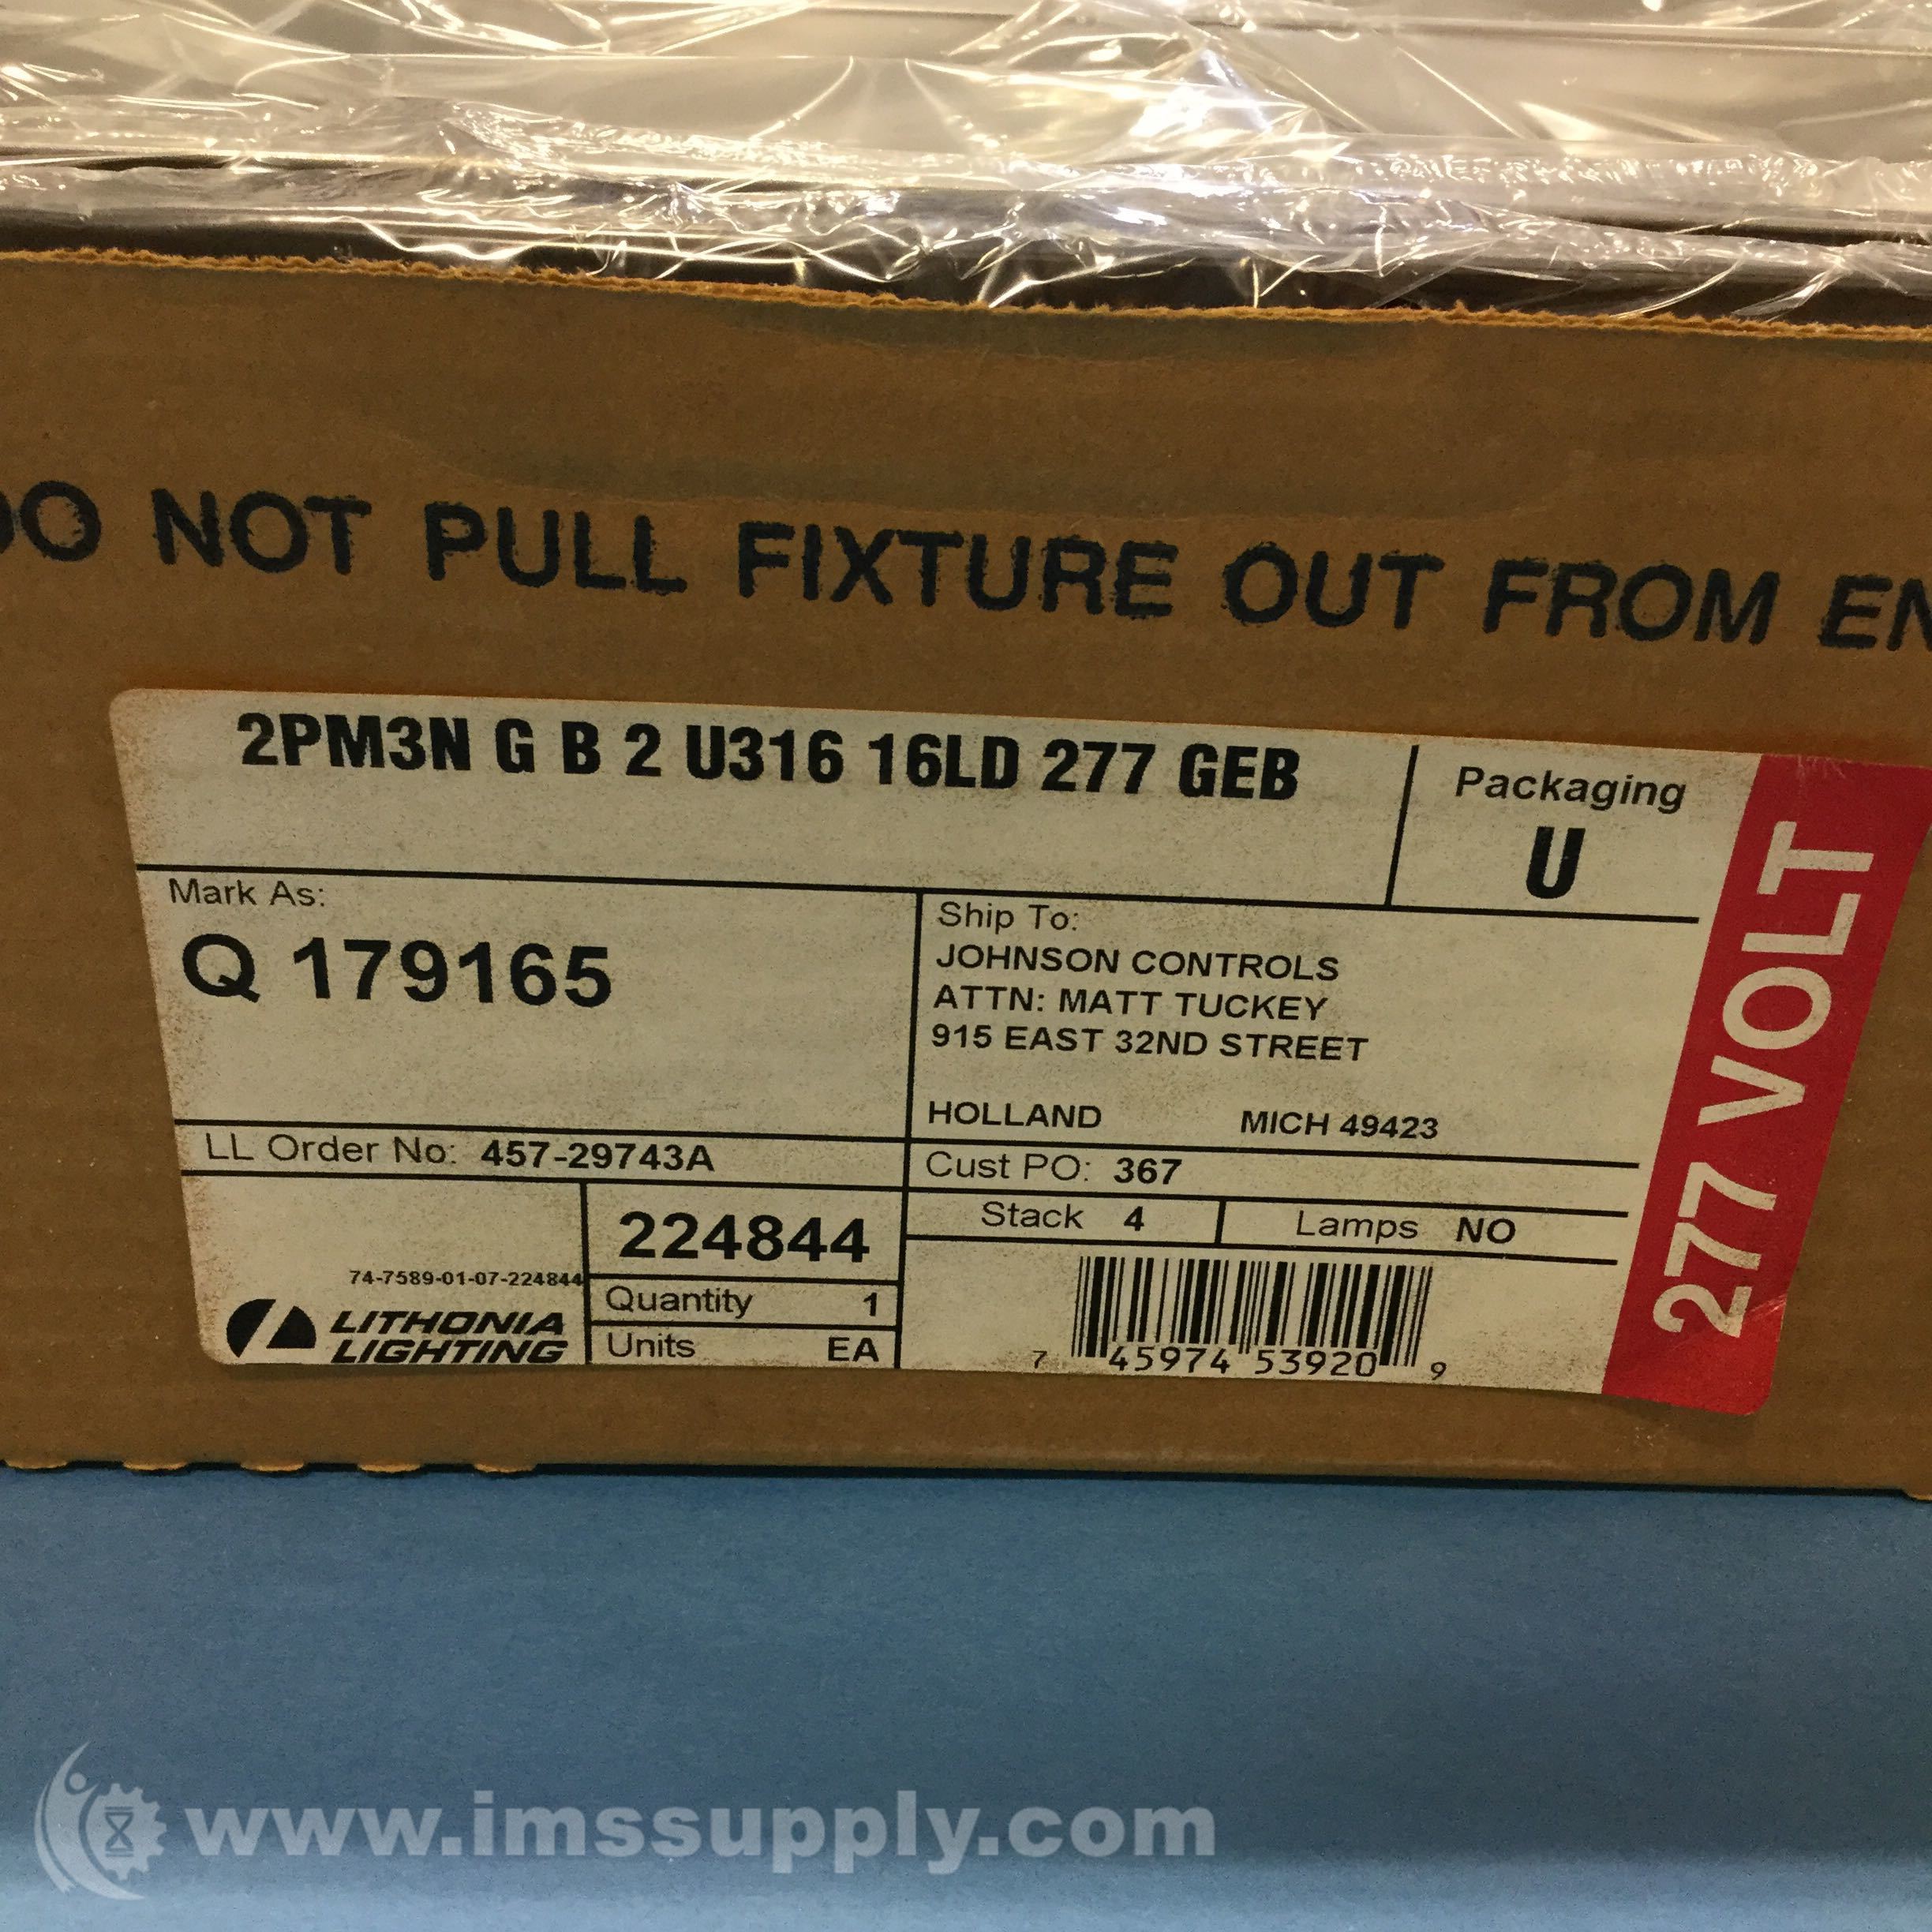 DO NOT PULL FIXTURE OUT FROM EN
2PM3N G B 2 U316 16LD 277 GEB
Packaging
U
277 VOLT
Mark As:
Q 179165
Ship To:
JOHNSON CONTROLS
ATTN: MATT TUCKEY
915 EAST 32ND STREET
HOLLAND MICH 49423
LL Order No: 457-29743A
Cust PO: 367
224844
Stack 4
Lamps NO
74-7589-01-07-224844
Quantity 1
LITHONIA
LIGHTING
Units EA
7 45974 53920 9
www.imssupply.com